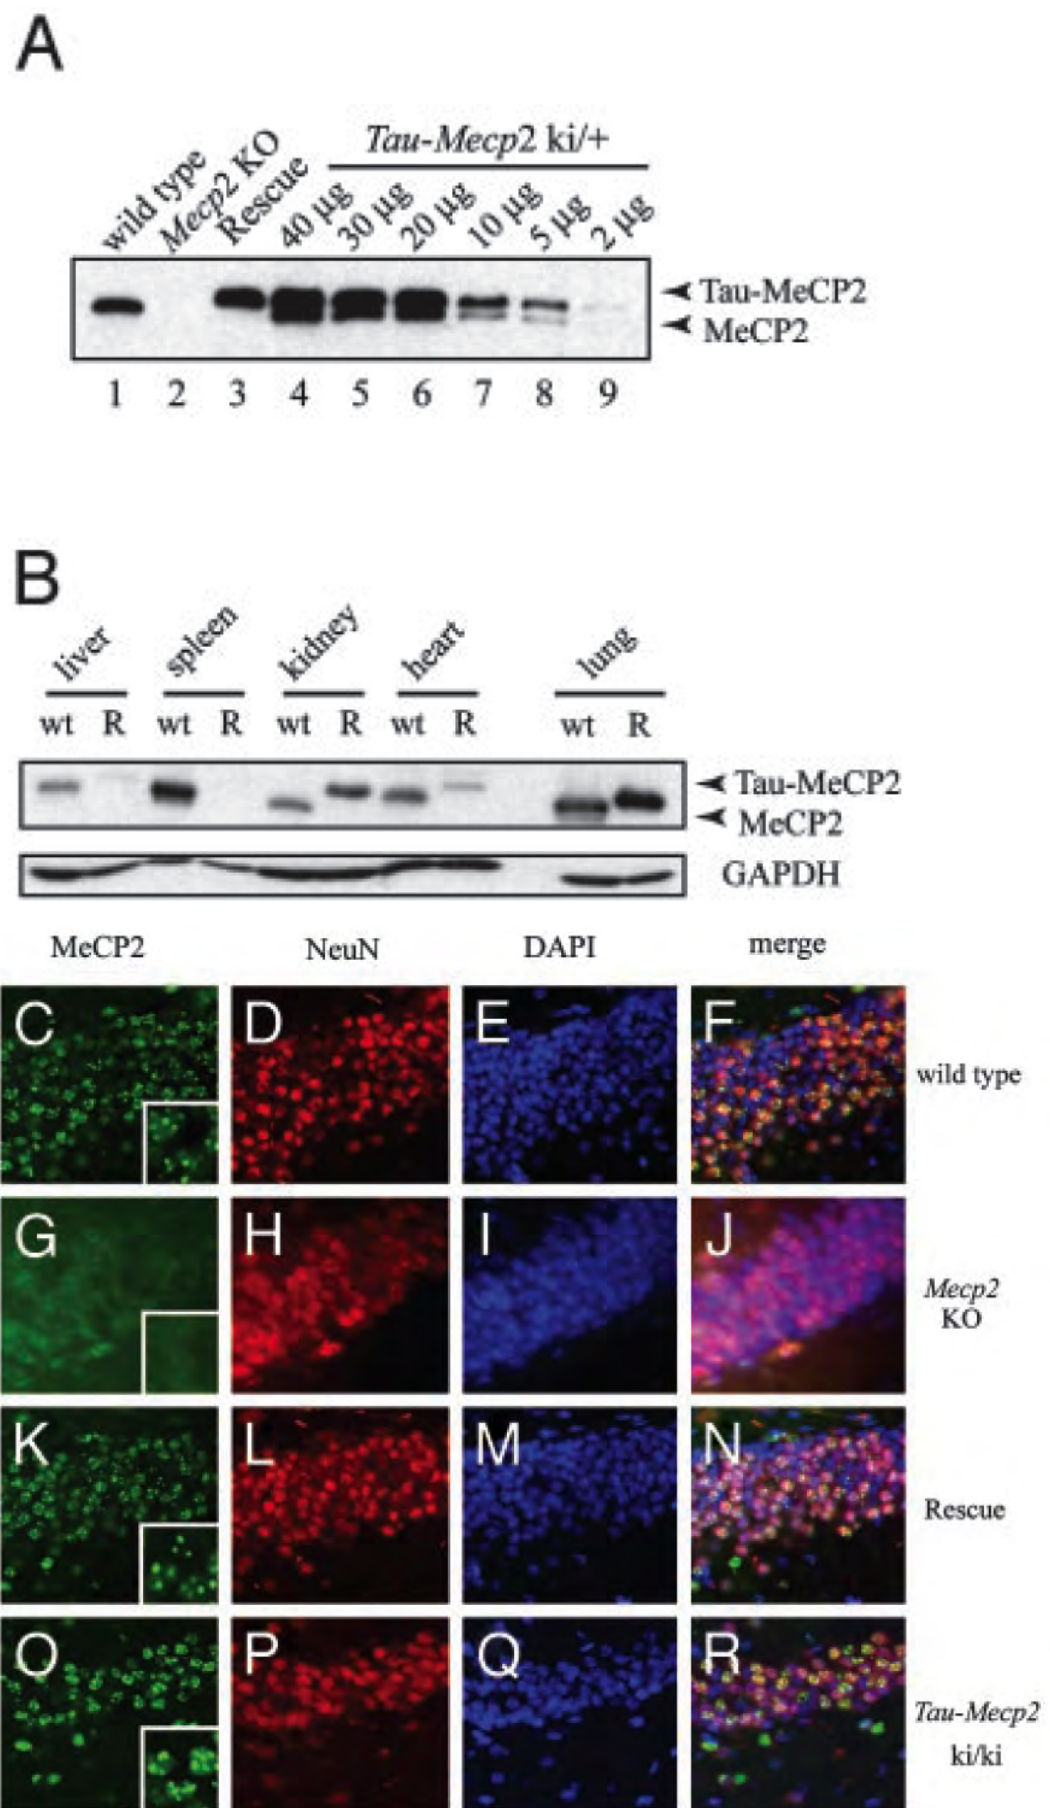 A
Tau-Mecp2 ki/+
wild type Mecp2 KO Rescue 40 µg 30 µg 20 µg 10 µg 5 µg 2 µg
Tau-MeCP2
MeCP2
1 2 3 4 5 6 7 8 9
B
liver spleen kidney heart lung
wt R wt R wt R wt R wt R
Tau-MeCP2
MeCP2
GAPDH
MeCP2 NeuN DAPI merge
C D E F wild type
G H I J Mecp2
KO
K L M N Rescue
O P Q R Tau-Mecp2
ki/ki